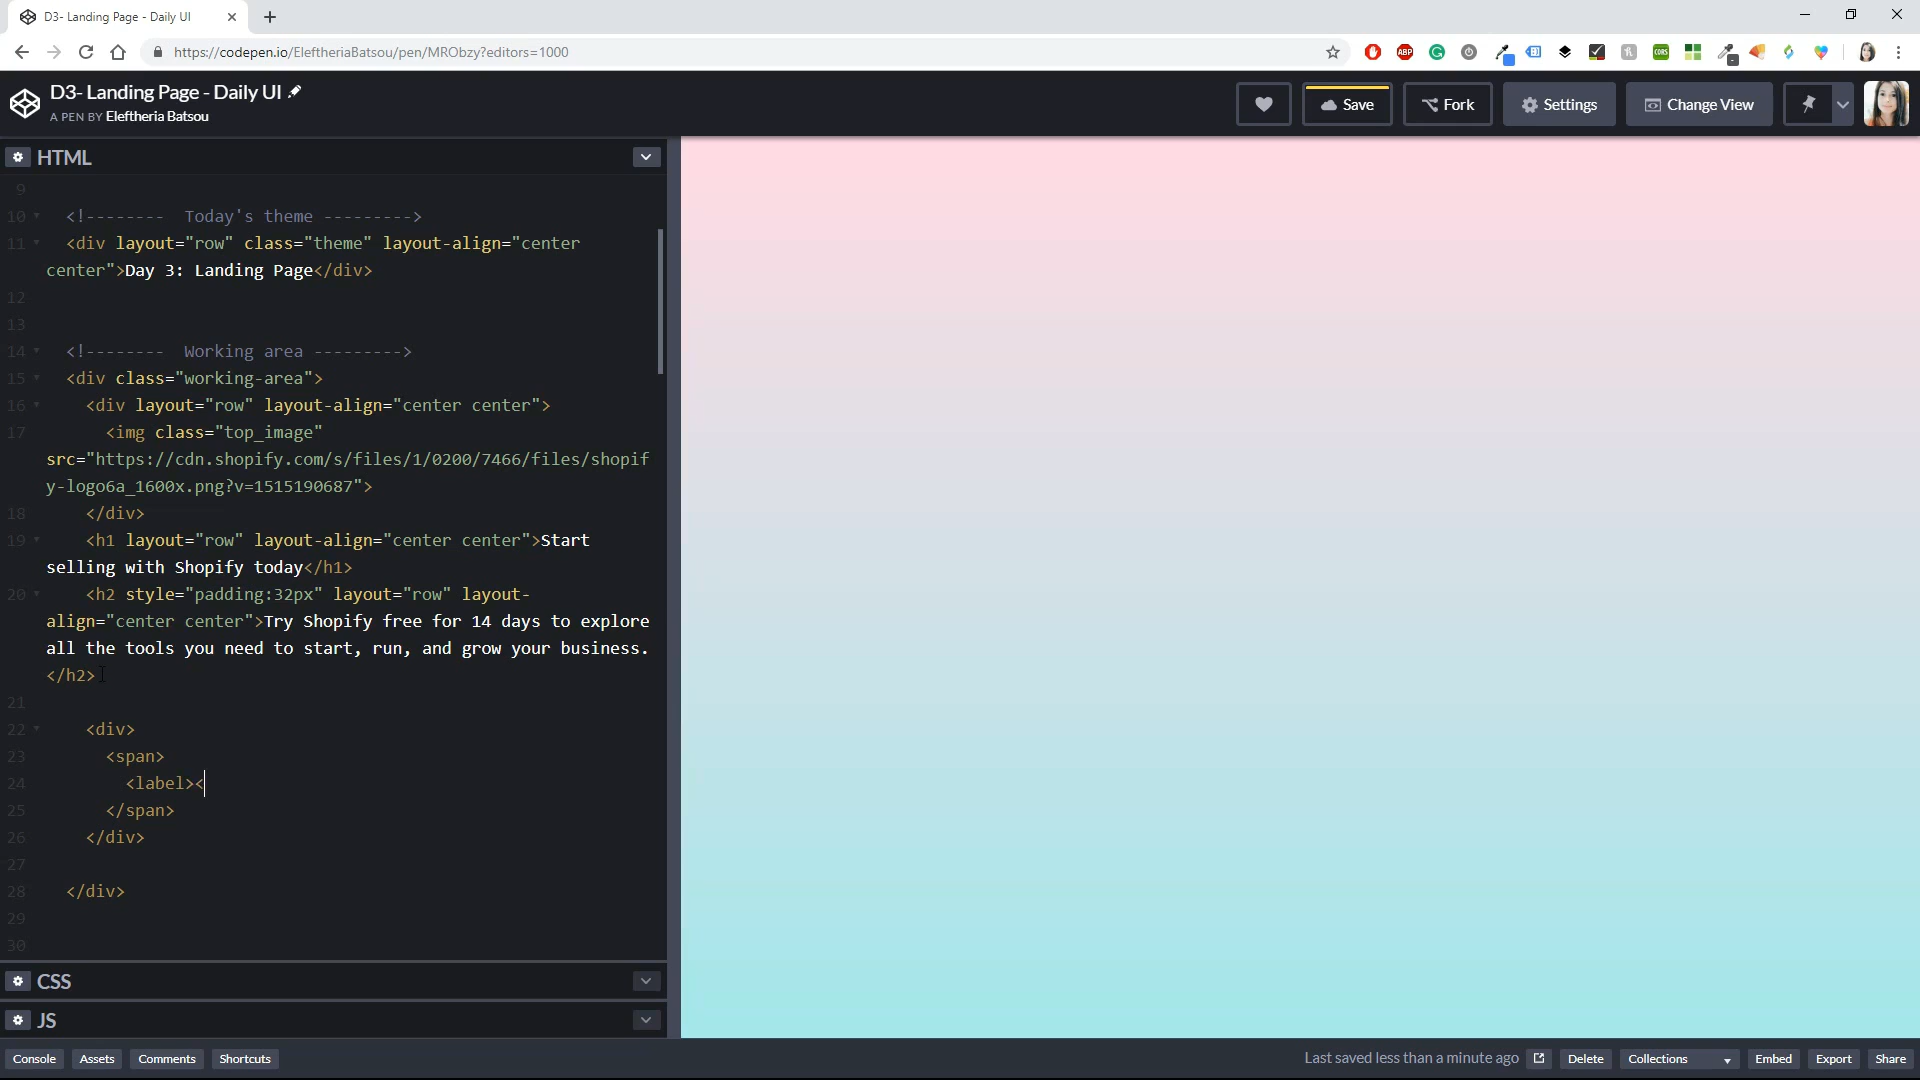 D3- Landing Page - Daily UI
https://codepen.io/EleftheriaBatsou/pen/MRObzy?editors=1000
D3- Landing Page - Daily UI
A PEN BY Eleftheria Batsou
Save
Fork
Settings
Change View
HTML
9
10 <!-------- Today's theme --------->
11 <div layout="row" class="theme" layout-align="center
center">Day 3: Landing Page</div>
12
13
14 <!-------- Working area --------->
15 <div class="working-area">
16 <div layout="row" layout-align="center center">
17 <img class="top_image"
src="https://cdn.shopify.com/s/files/1/0200/7466/files/shopif
y-logo6a_1600x.png?v=1515190687">
18 </div>
19 <h1 layout="row" layout-align="center center">Start
selling with Shopify today</h1>
20 <h2 style="padding:32px" layout="row" layout-
align="center center">Try Shopify free for 14 days to explore
all the tools you need to start, run, and grow your business.
</h2>
21
22 <div>
23 <span>
24 <label><
25 </span>
26 </div>
27
28 </div>
29
30
CSS
JS
Console Assets Comments Shortcuts
Last saved less than a minute ago Delete Collections Embed Export Share